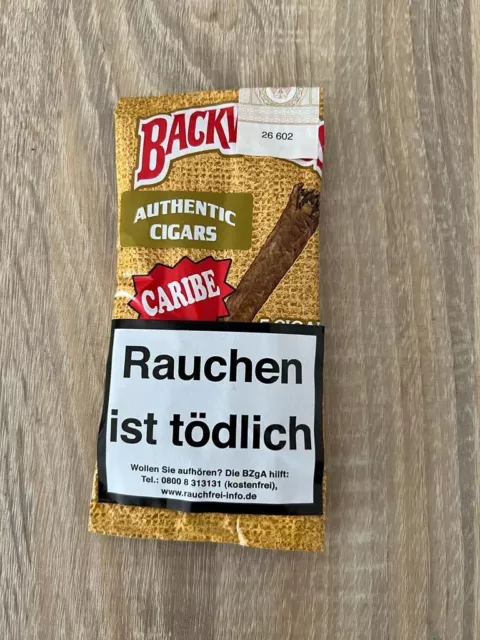 26 602
AUTHENTIC
CIGARS
CARIBE
Rauchen
ist tödlich
Wollen Sie aufhören? Die BZgA hilft:
Tel.: 0800 8 313131 (kostenfrei),
www.rauchfrei-info.de